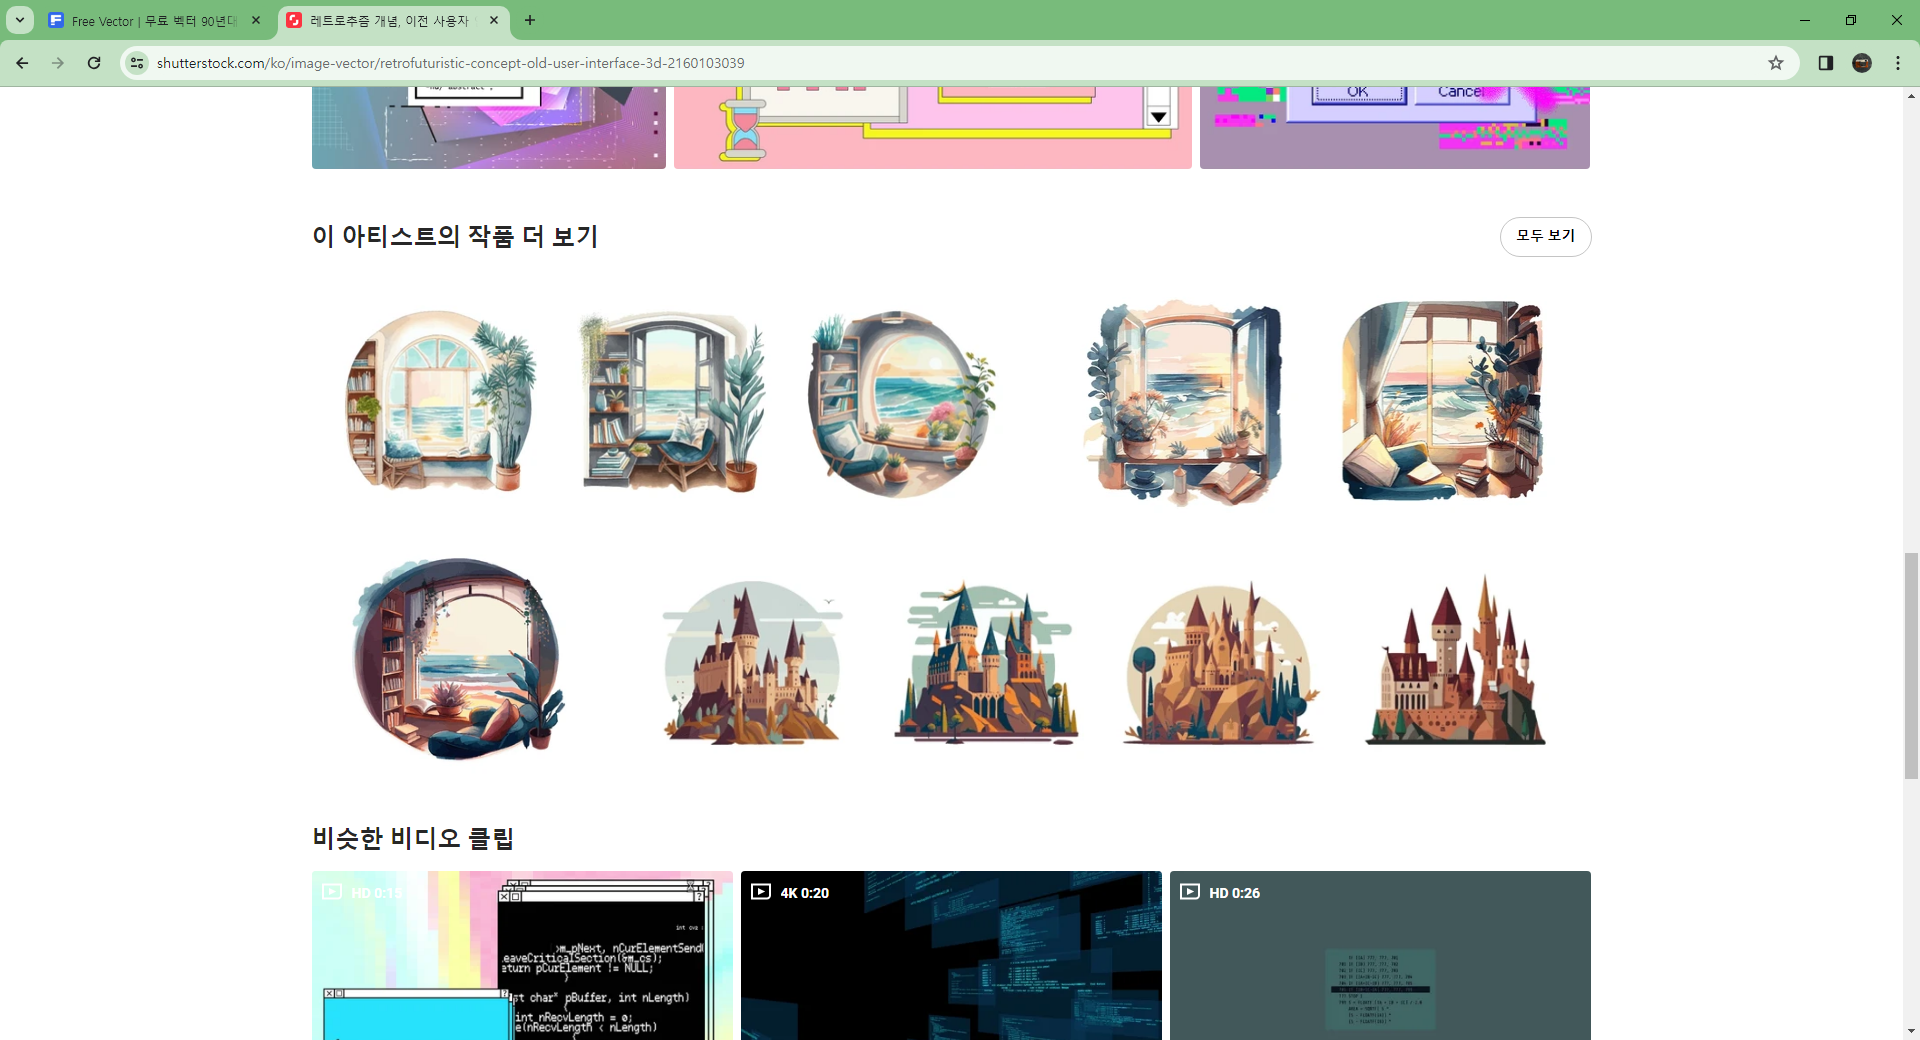 Free Vector | 무료 벡터 90년대
레트로추즘 개념, 이전 사용자
shutterstock.com/ko/image-vector/retrofuturistic-concept-old-user-interface-3d-2160103039
OK
Cancel
이 아티스트의 작품 더 보기
모두 보기
비슷한 비디오 클립
HD 0:15
4K 0:20
HD 0:26
>m_pNext, nCurElementSend(
LeaveCriticalSection(&m_cs);
return pCurElement != NULL;
}
st char* pBuffer, int nLength)
int nRecvLength = 0;
e(nRecvLength < nLength)